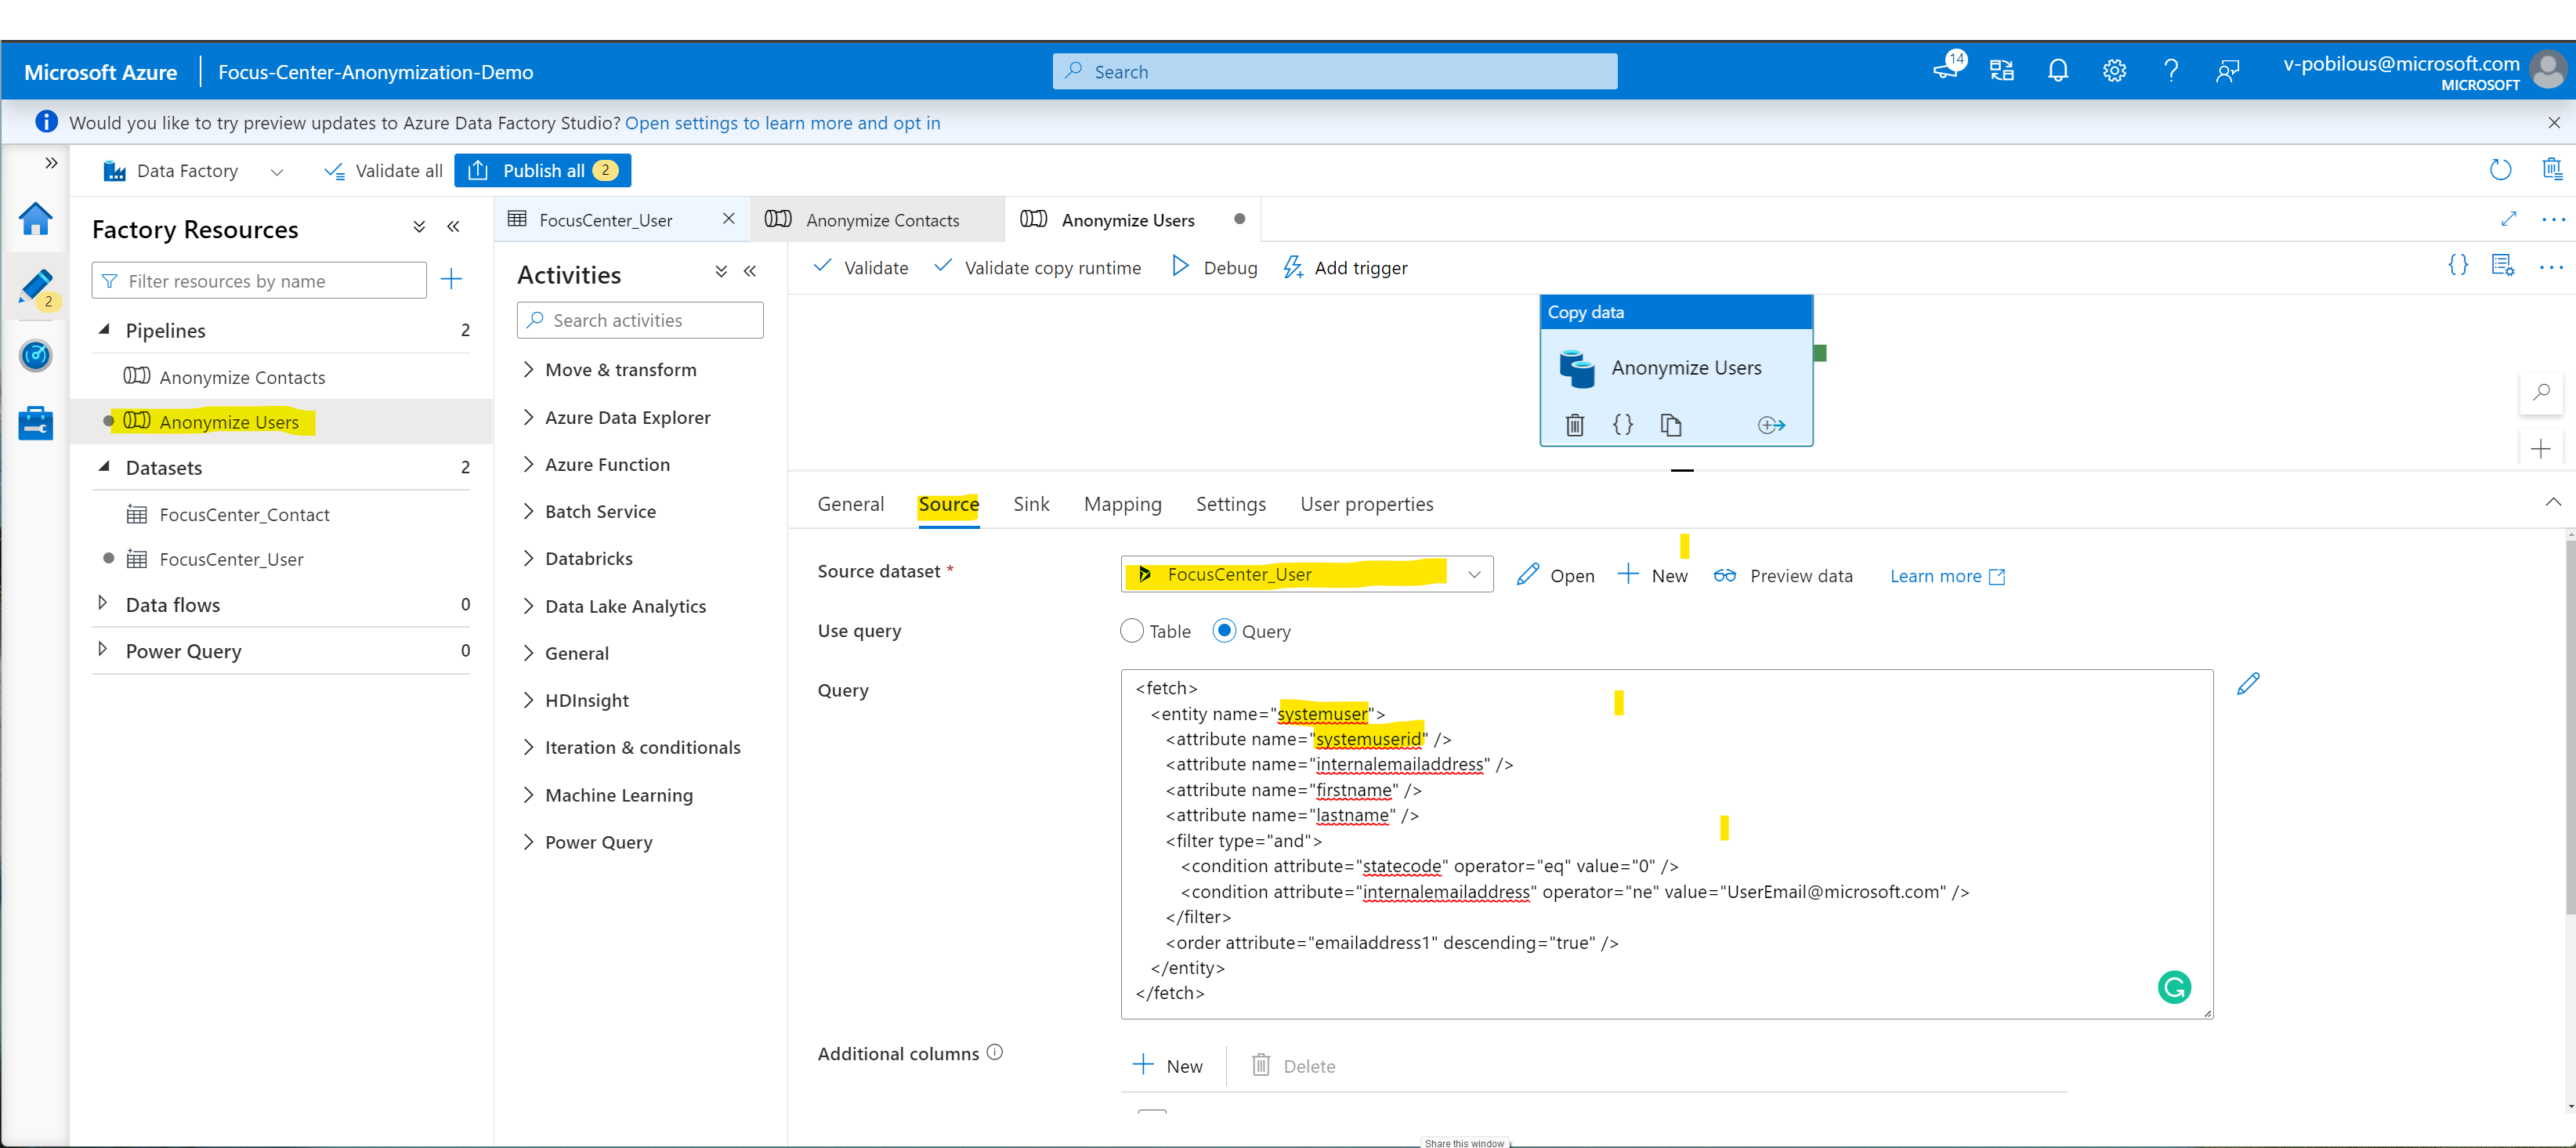 Microsoft Azure
Focus-Center-Anonymization-Demo
Search
14
v-pobilous@microsoft.com
MICROSOFT
Would you like to try preview updates to Azure Data Factory Studio? Open settings to learn more and opt in
Data Factory
Validate all
Publish all 2
2
Factory Resources
Filter resources by name
Pipelines 2
Anonymize Contacts
Anonymize Users
Datasets 2
FocusCenter_Contact
FocusCenter_User
Data flows 0
Power Query 0
FocusCenter_User
Anonymize Contacts
Anonymize Users
Activities
Search activities
Move & transform
Azure Data Explorer
Azure Function
Batch Service
Databricks
Data Lake Analytics
General
HDInsight
Iteration & conditionals
Machine Learning
Power Query
Validate
Validate copy runtime
Debug
Add trigger
Copy data
Anonymize Users
General
Source
Sink
Mapping
Settings
User properties
Source dataset *
FocusCenter_User
Open
New
Preview data
Learn more
Use query
Table
Query
Query
<fetch>
<entity name="systemuser">
<attribute name="systemuserid" />
<attribute name="internalemailaddress" />
<attribute name="firstname" />
<attribute name="lastname" />
<filter type="and">
<condition attribute="statecode" operator="eq" value="0" />
<condition attribute="internalemailaddress" operator="ne" value="UserEmail@microsoft.com" />
</filter>
<order attribute="emailaddress1" descending="true" />
</entity>
</fetch>
Additional columns
New
Delete
Share this window